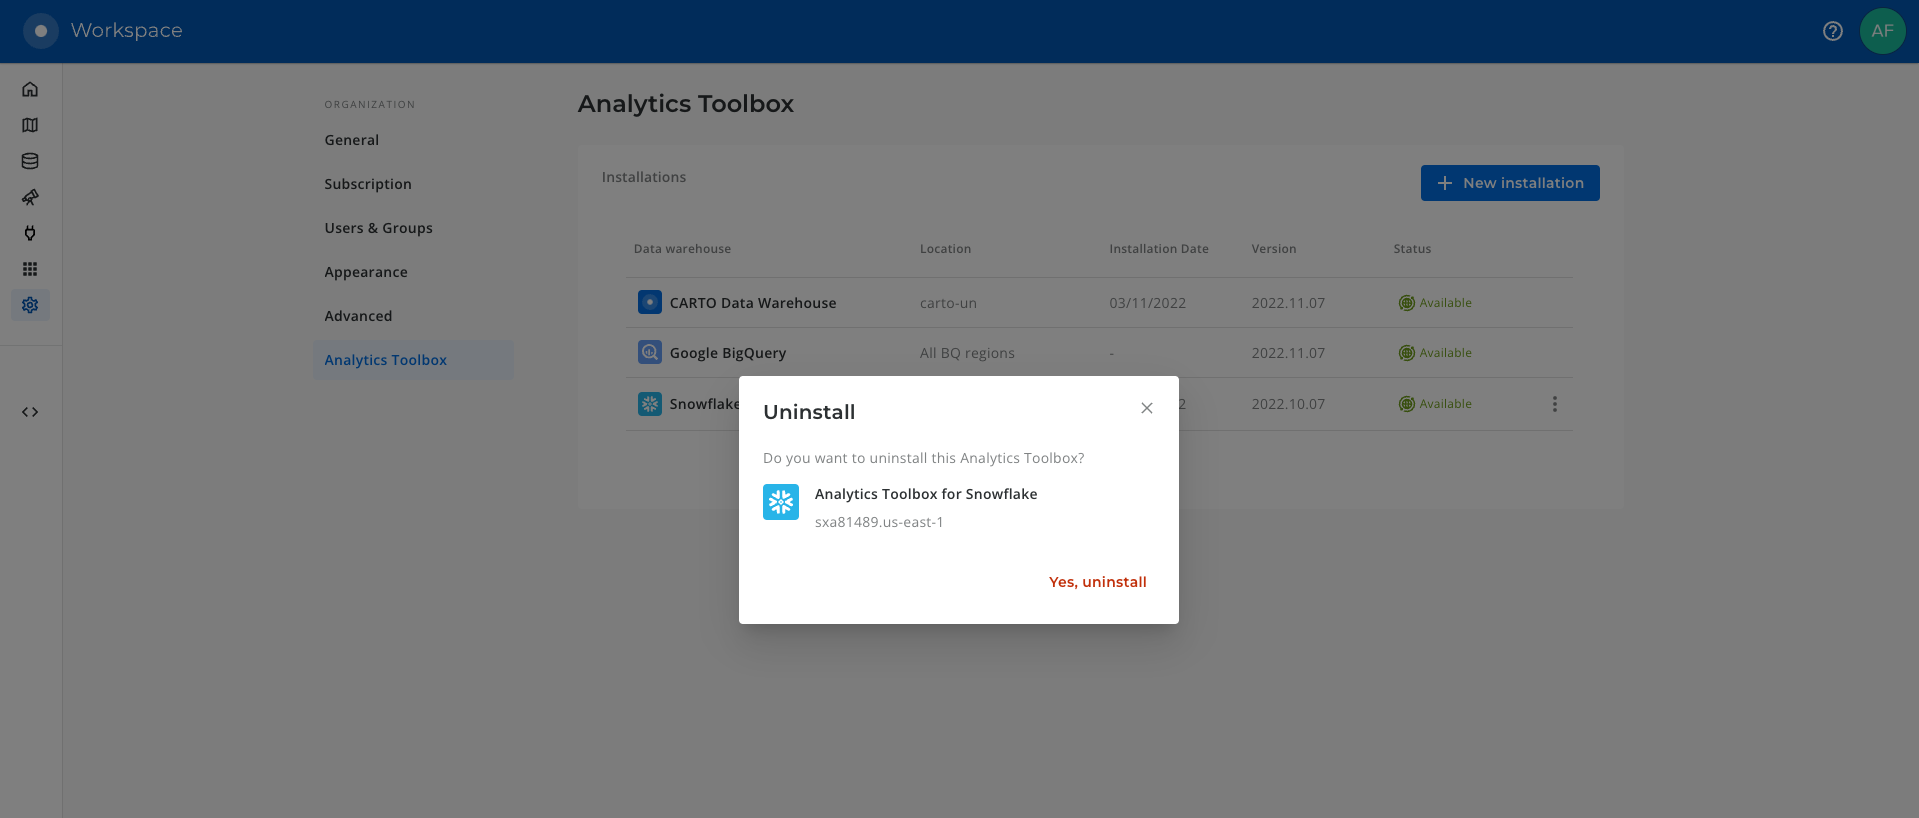 Workspace
AF
ORGANIZATION
General
Subscription
Users & Groups
Appearance
Advanced
Analytics Toolbox
Analytics Toolbox
Installations
New installation
Data warehouse Location Installation Date Version Status
CARTO Data Warehouse carto-un 03/11/2022 2022.11.07 Available
Google BigQuery All BQ regions - 2022.11.07 Available
Snowflake 2 2022.10.07 Available
Uninstall
Do you want to uninstall this Analytics Toolbox?
Analytics Toolbox for Snowflake
sxa81489.us-east-1
Yes, uninstall